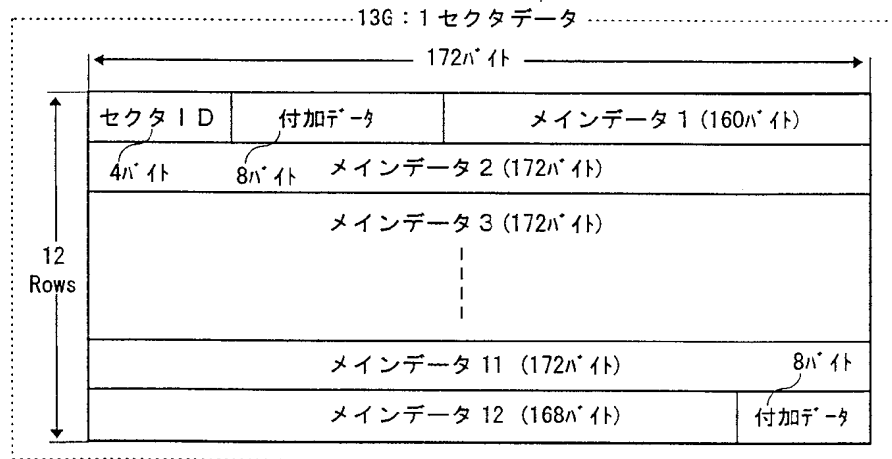 13G：1セクタデータ
172ﾊﾞｲﾄ
セクタID 付加ﾃﾞｰﾀ メインデータ1(160ﾊﾞｲﾄ)
4ﾊﾞｲﾄ 8ﾊﾞｲﾄ メインデータ2(172ﾊﾞｲﾄ)
メインデータ3(172ﾊﾞｲﾄ)
12
Rows
メインデータ11 (172ﾊﾞｲﾄ) 8ﾊﾞｲﾄ
メインデータ12 (168ﾊﾞｲﾄ) 付加ﾃﾞｰﾀ